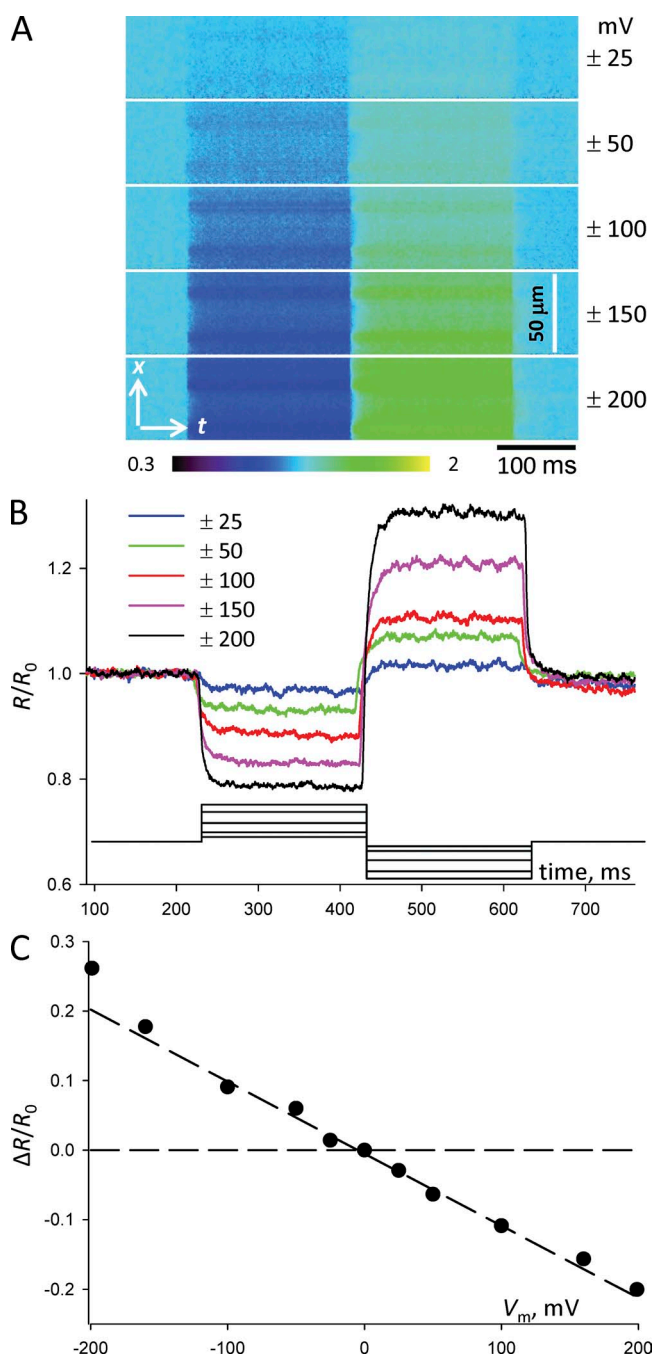 A
mV
± 25
± 50
± 100
± 150
± 200
50 µm
x
t
0.3
2
100 ms
B
± 25
± 50
± 100
± 150
± 200
1.2
1.0
0.8
0.6
R/R0
time, ms
100 200 300 400 500 600 700
C
0.3
0.2
0.1
0.0
-0.1
-0.2
ΔR/R0
Vm, mV
-200 -100 0 100 200